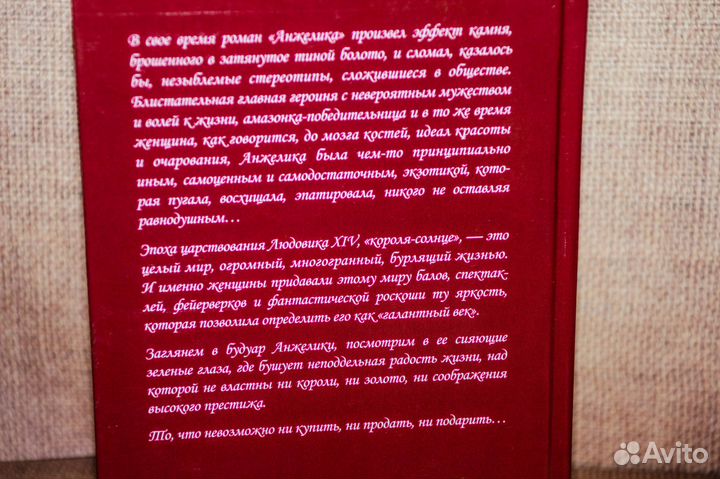 В свое время роман «Анжелика» произвел эффект камня,
брошенного в затянутое тиной болото, и сломал, казалось
бы, незыблемые стереотипы, сложившиеся в обществе.
Блистательная главная героиня с невероятным мужеством
и волей к жизни, амазонка-победительница и в то же время
женщина, как говорится, до мозга костей, идеал красоты
и очарования, Анжелика была чем-то принципиально
иным, самоценным и самодостаточным, экзотикой, кото-
рая пугала, восхищала, эпатировала, никого не оставляя
равнодушным...
Эпоха царствования Людовика XIV, «короля-солнце», — это
целый мир, огромный, многогранный, бурлящий жизнью.
И именно женщины придавали этому миру балов, спектак-
лей, фейерверков и фантастической роскоши ту яркость,
которая позволила определить его как «галантный век».
Заглянем в будуар Анжелики, посмотрим в ее сияющие
зеленые глаза, где бушует неподдельная радость жизни, над
которой не властны ни короли, ни золото, ни соображения
высокого престижа.
То, что невозможно ни купить, ни продать, ни подарить...
Avito